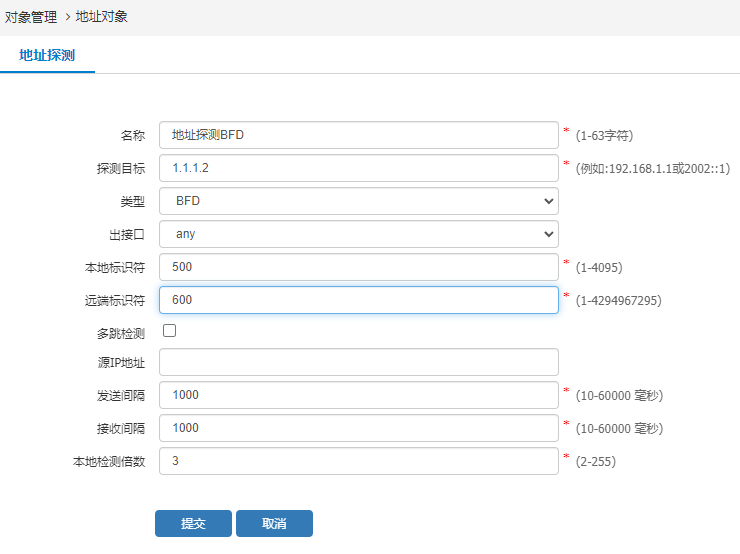 对象管理 > 地址对象
地址探测
名称 地址探测BFD * (1-63字符)
探测目标 1.1.1.2 * (例如:192.168.1.1或2002::1)
类型 BFD
出接口 any
本地标识符 500 * (1-4095)
远端标识符 600 * (1-4294967295)
多跳检测
源IP地址
发送间隔 1000 * (10-60000 毫秒)
接收间隔 1000 * (10-60000 毫秒)
本地检测倍数 3 * (2-255)
提交 取消